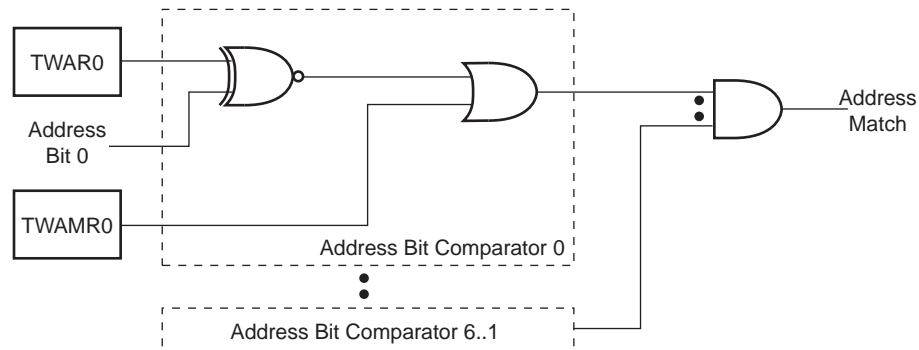 TWAR0
Address
Bit 0
TWAMR0
Address Bit Comparator 0
Address
Match
Address Bit Comparator 6..1